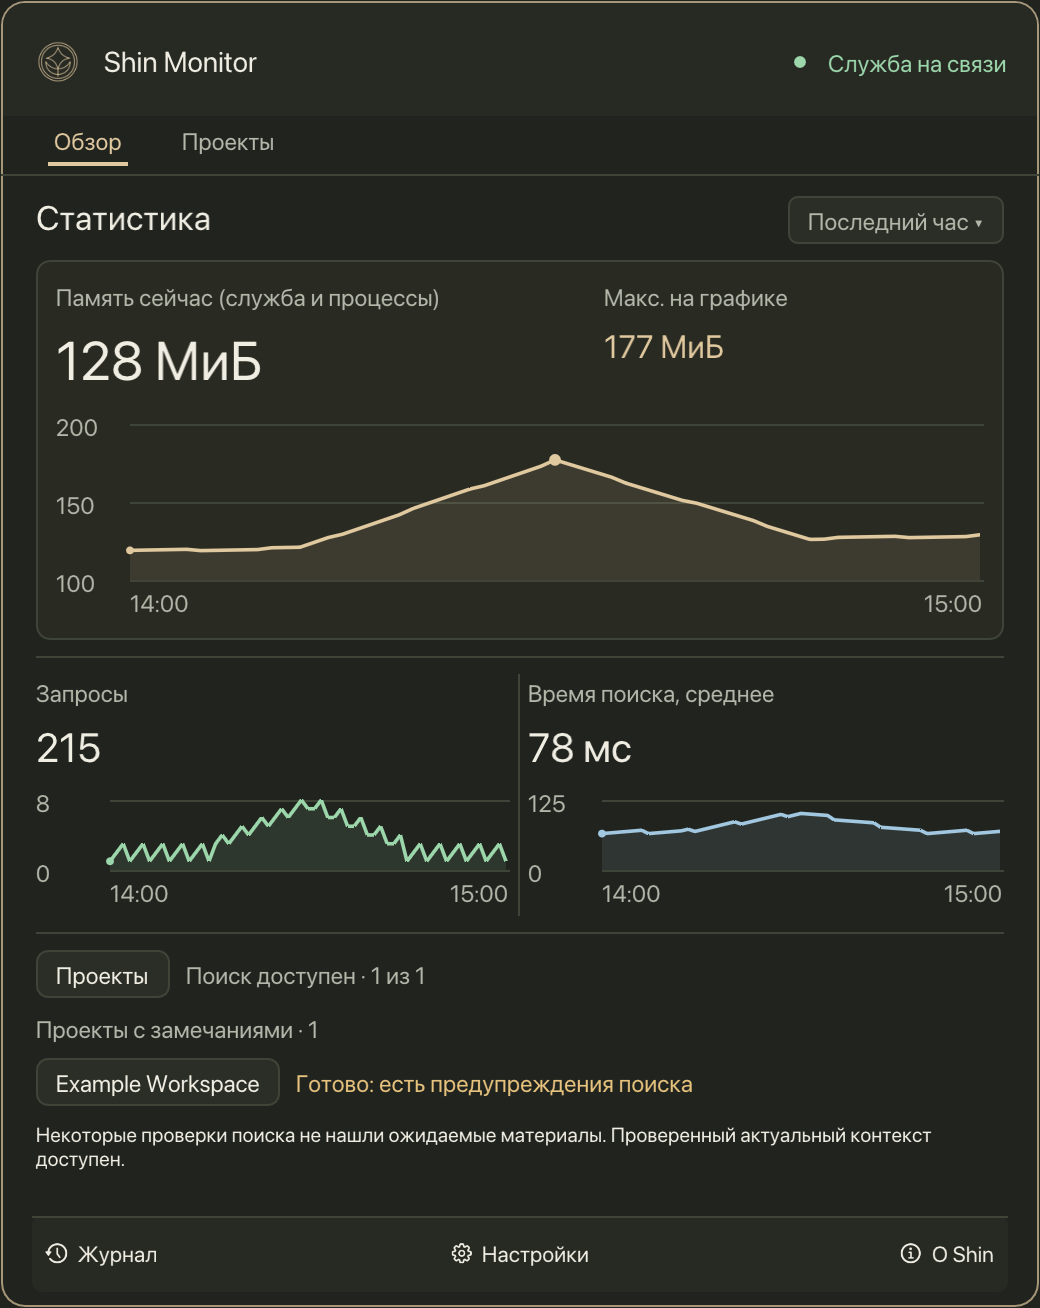 Shin Monitor
Служба на связи
Обзор
Проекты
Статистика
Последний час ▾
Память сейчас (служба и процессы)
Макс. на графике
128 МиБ
177 МиБ
200
150
100
14:00
15:00
Запросы
215
8
0
14:00
15:00
Время поиска, среднее
78 мс
125
0
14:00
15:00
Проекты
Поиск доступен · 1 из 1
Проекты с замечаниями · 1
Example Workspace
Готово: есть предупреждения поиска
Некоторые проверки поиска не нашли ожидаемые материалы. Проверенный актуальный контекст
доступен.
Журнал
Настройки
О Shin